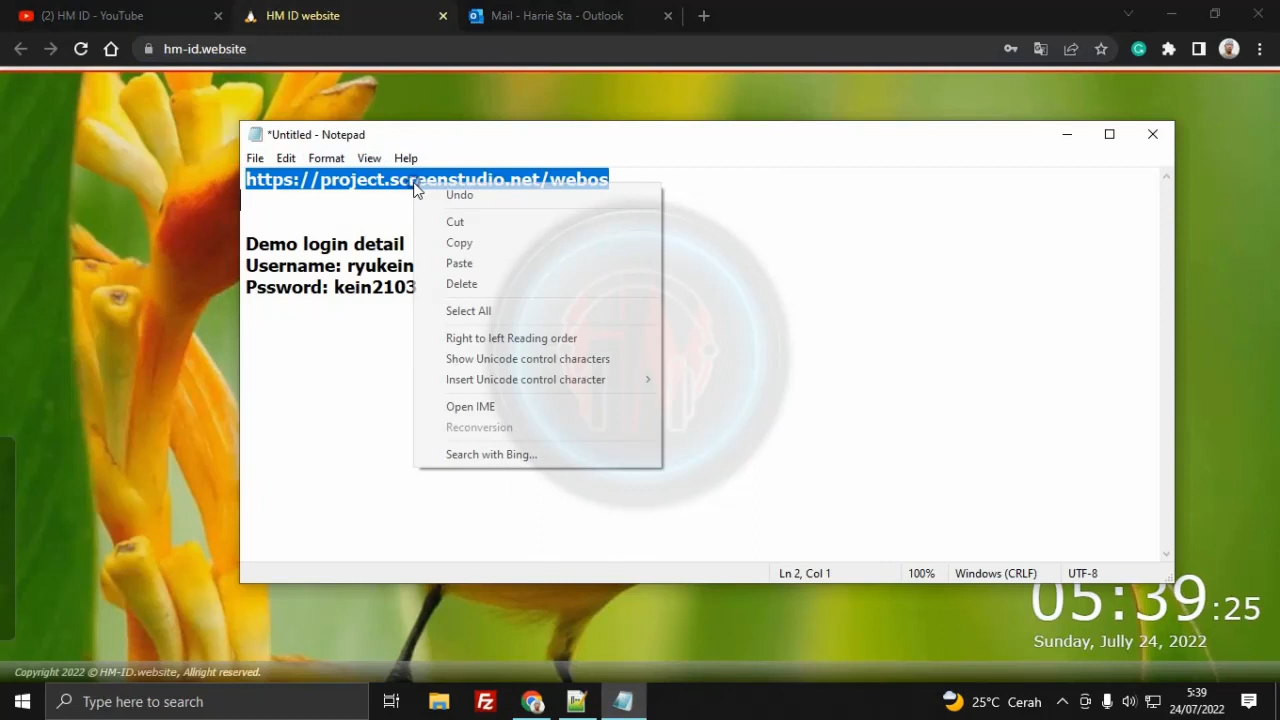 (2) HM ID - YouTube
HM ID website
Mail - Harrie Sta - Outlook
hm-id.website
*Untitled - Notepad
File Edit Format View Help
https://project.screenstudio.net/webos
Demo login detail
Username: ryukein
Pssword: kein2103
Undo
Cut
Copy
Paste
Delete
Select All
Right to left Reading order
Show Unicode control characters
Insert Unicode control character
Open IME
Reconversion
Search with Bing...
Ln 2, Col 1
100%
Windows (CRLF)
UTF-8
05:39:25
Sunday, Jully 24, 2022
Copyright 2022 © HM-ID.website, Allright reserved.
Type here to search
25°C Cerah
5:39
24/07/2022